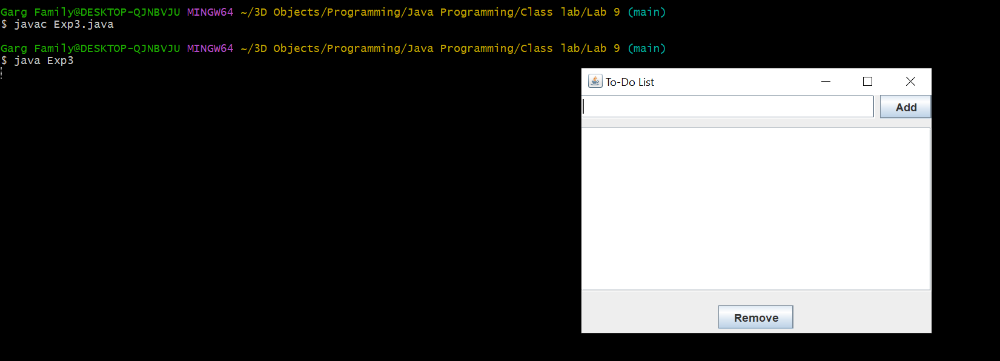 Garg Family@DESKTOP-QJNBVJU MINGW64 ~/3D Objects/Programming/Java Programming/Class lab/Lab 9 (main)
$ javac Exp3.java
Garg Family@DESKTOP-QJNBVJU MINGW64 ~/3D Objects/Programming/Java Programming/Class lab/Lab 9 (main)
$ java Exp3
To-Do List
Add
Remove